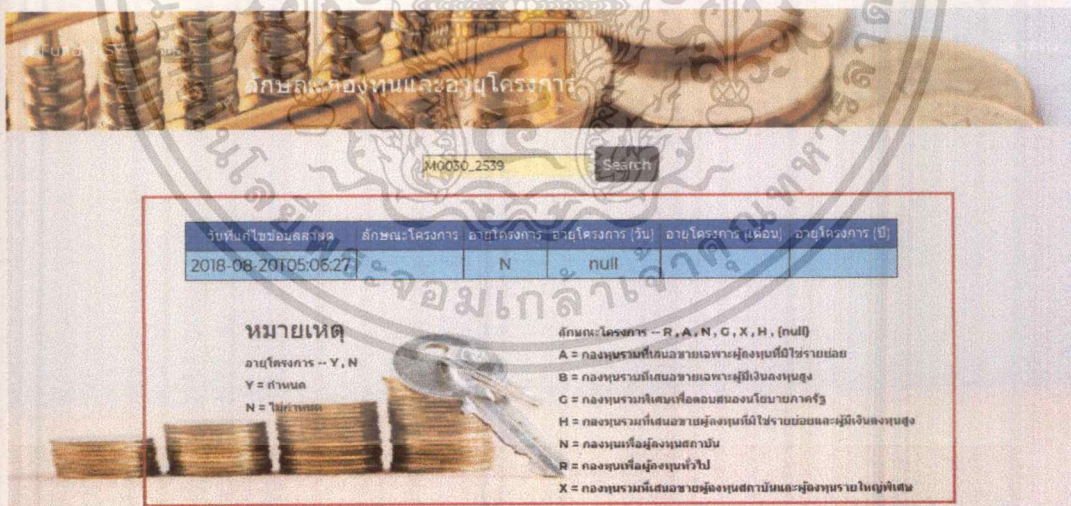 ลักษณะกองทุนและอายุโครงการ
M0030_2539 Search
วันที่แก้ไขข้อมูลล่าสุด ลักษณะโครงการ อายุโครงการ อายุโครงการ (วัน) อายุโครงการ (เดือน) อายุโครงการ (ปี)
2018-08-20T05:06:27 N null
หมายเหตุ
อายุโครงการ -- Y , N
Y = กำหนด
N = ไม่กำหนด
ลักษณะโครงการ -- R , A , N , G , X , H , (null)
A = กองทุนรวมที่เสนอขายเฉพาะผู้ลงทุนที่มิใช่รายย่อย
B = กองทุนรวมที่เสนอขายเฉพาะผู้มีเงินลงทุนสูง
G = กองทุนรวมพิเศษเพื่อตอบสนองนโยบายภาครัฐ
H = กองทุนรวมที่เสนอขายผู้ลงทุนที่มิใช่รายย่อยและผู้มีเงินลงทุนสูง
N = กองทุนเพื่อผู้ลงทุนสถาบัน
R = กองทุนเพื่อผู้ลงทุนทั่วไป
X = กองทุนรวมที่เสนอขายผู้ลงทุนสถาบันและผู้ลงทุนรายใหญ่พิเศษ